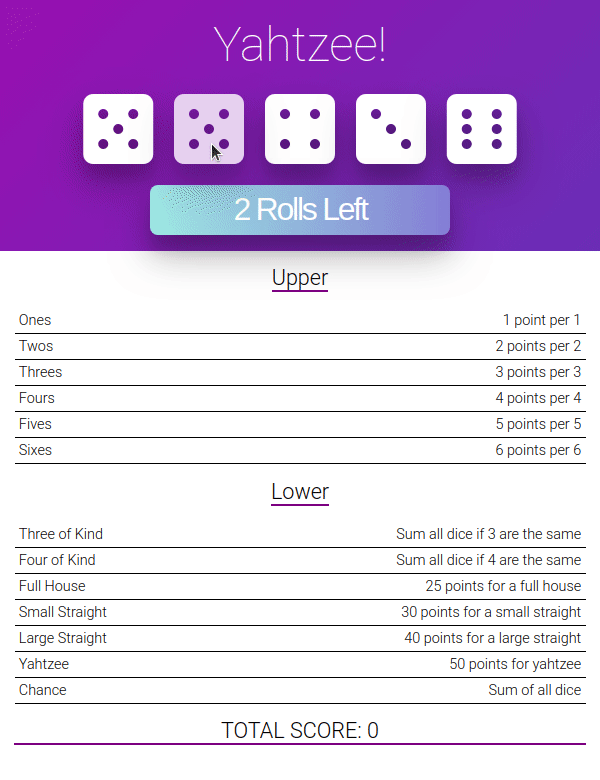 Yahtzee!
2 Rolls Left
Upper
Ones 1 point per 1
Twos 2 points per 2
Threes 3 points per 3
Fours 4 points per 4
Fives 5 points per 5
Sixes 6 points per 6
Lower
Three of Kind Sum all dice if 3 are the same
Four of Kind Sum all dice if 4 are the same
Full House 25 points for a full house
Small Straight 30 points for a small straight
Large Straight 40 points for a large straight
Yahtzee 50 points for yahtzee
Chance Sum of all dice
TOTAL SCORE: 0